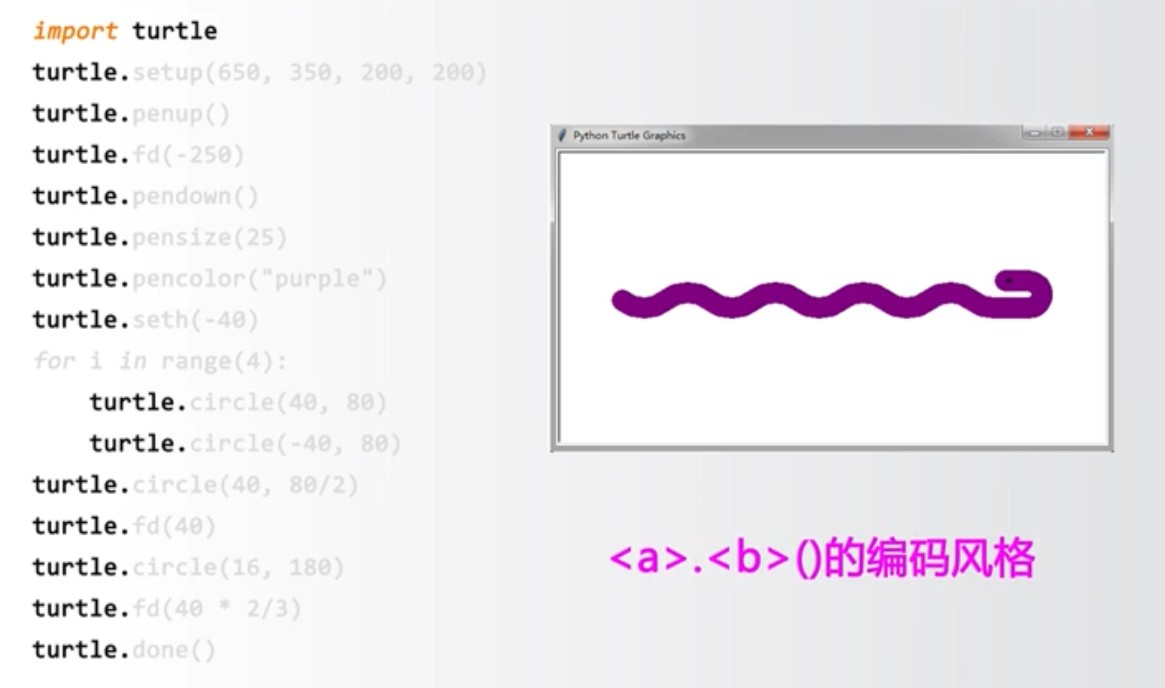 import turtle
turtle.setup(650, 350, 200, 200)
turtle.penup()
turtle.fd(-250)
turtle.pendown()
turtle.pensize(25)
turtle.pencolor("purple")
turtle.seth(-40)
for i in range(4):
    turtle.circle(40, 80)
    turtle.circle(-40, 80)
turtle.circle(40, 80/2)
turtle.fd(40)
turtle.circle(16, 180)
turtle.fd(40 * 2/3)
turtle.done()
Python Turtle Graphics
<a>.<b>()的编码风格